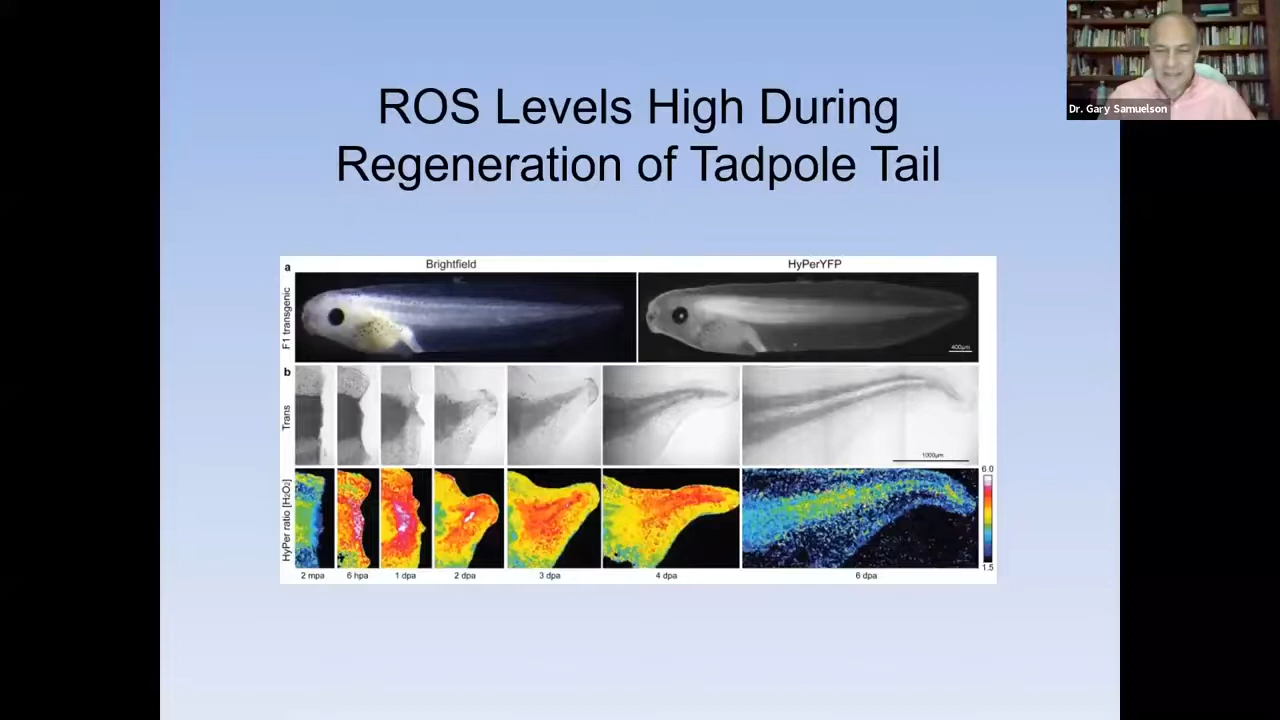 Dr. Gary Samuelson
ROS Levels High During
Regeneration of Tadpole Tail
a
Brightfield
HyPerYFP
F1 transgenic
400μm
b
Trans
1000μm
HyPer ratio [H₂O₂]
6.0
1.5
2 mpa
6 hpa
1 dpa
2 dpa
3 dpa
4 dpa
6 dpa